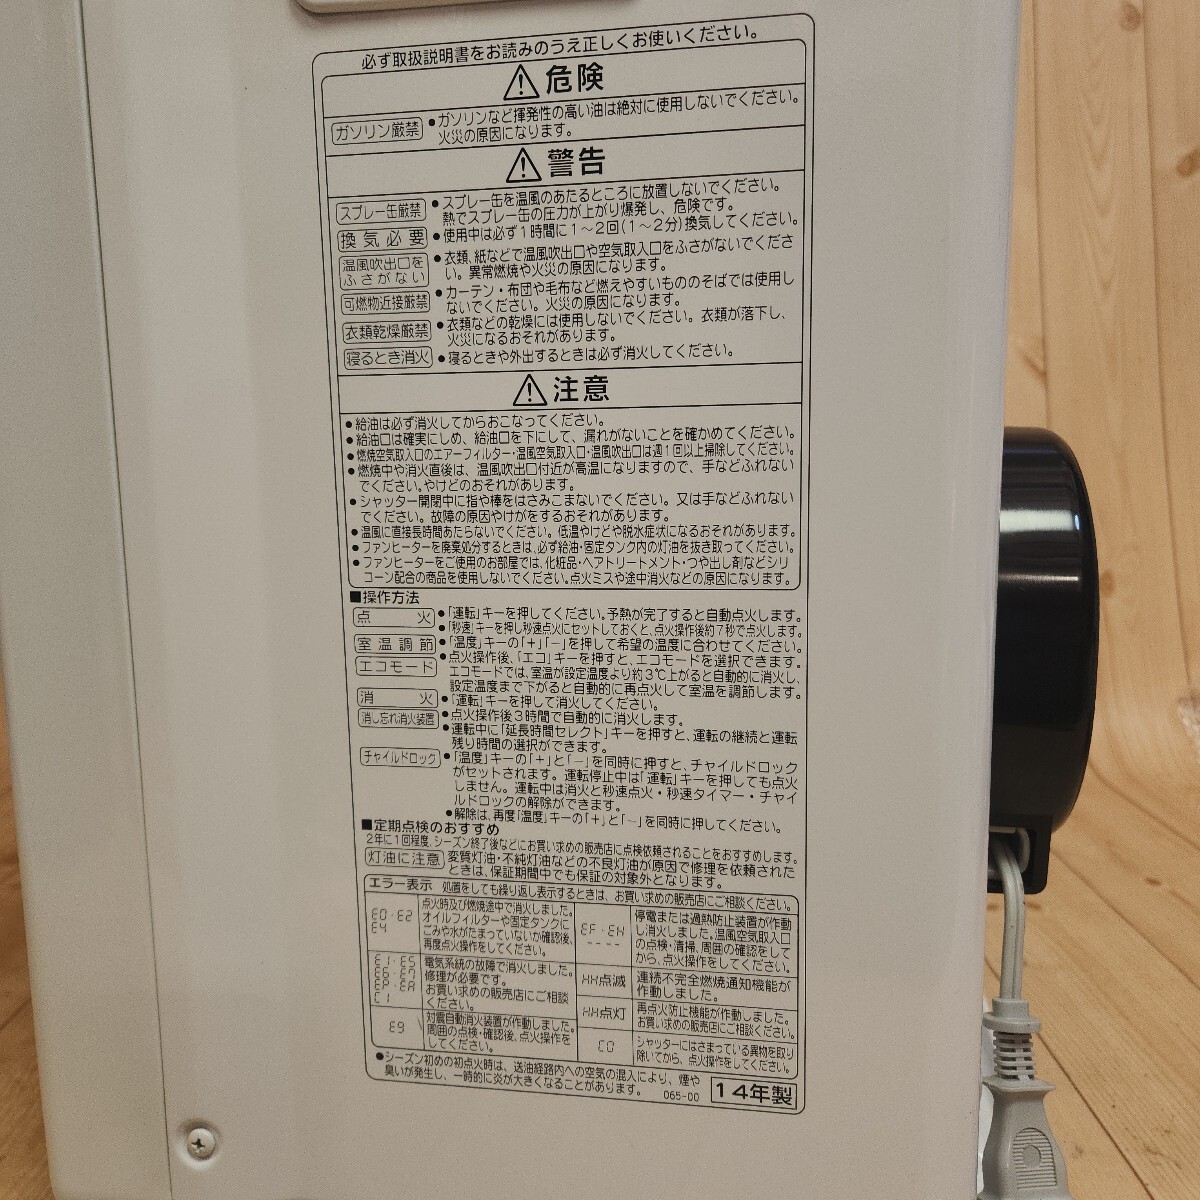 必ず取扱説明書をお読みのうえ正しくお使いください。
危険
ガソリン厳禁
●ガソリンなど揮発性の高い油は絶対に使用しないでください。
火災の原因になります。
警告
スプレー缶厳禁
●スプレー缶を温風のあたるところに放置しないでください。
熱でスプレー缶の圧力が上がり爆発し、危険です。
換気必要
●使用中は必ず1時間に1〜2回(1〜2分)換気してください。
温風吹出口を
ふさがない
●衣類、紙などで温風吹出口や空気取入口をふさがないでくださ
い。異常燃焼や火災の原因になります。
可燃物近接厳禁
●カーテン・布団や毛布など燃えやすいもののそばでは使用し
ないでください。火災の原因になります。
衣類乾燥厳禁
●衣類などの乾燥には使用しないでください。衣類が落下し、
火災になるおそれがあります。
寝るとき消火
●寝るときや外出するときは必ず消火してください。
注意
●給油は必ず消火してからおこなってください。
●給油口は確実にしめ、給油口を下にして、漏れがないことを確かめてください。
●燃焼空気取入口のエアーフィルター・温風空気取入口・温風吹出口は週1回以上掃除してください。
●燃焼中や消火直後は、温風吹出口付近が高温になりますので、手などふれない
でください。やけどのおそれがあります。
●シャッター開閉中に指や棒をはさみこまないでください。又は手などふれない
でください。故障の原因やけがをするおそれがあります。
●温風に直接長時間あたらないでください。低温やけどや脱水症状になるおそれがあります。
●ファンヒーターを廃棄処分するときは、必ず給油・固定タンク内の灯油を抜き取ってください。
●ファンヒーターをご使用のお部屋では、化粧品・ヘアトリートメント・つや出し剤などシリ
コーン配合の商品を使用しないでください。点火ミスや途中消火などの原因になります。
■操作方法
点火
●「運転」キーを押してください。予熱が完了すると自動点火します。
●「秒速」キーを押し秒速点火にセットしておくと、点火操作後約7秒で点火します。
室温調節
●「温度」キーの「+」「−」を押して希望の温度に合わせてください。
エコモード
●点火操作後、「エコ」キーを押すと、エコモードを選択できます。
エコモードでは、室温が設定温度より約3℃上がると自動的に消火し、
設定温度まで下がると自動的に再点火して室温を調節します。
消火
●「運転」キーを押して消火してください。
消し忘れ消火装置
●点火操作後3時間で自動的に消火します。
●運転中に「延長時間セレクト」キーを押すと、運転の継続と運転
残り時間の選択ができます。
チャイルドロック
●「温度」キーの「+」と「−」を同時に押すと、チャイルドロック
がセットされます。運転停止中は「運転」キーを押しても点火
しません。運転中は消火と秒速点火・秒速タイマー・チャイ
ルドロックの解除ができます。
●解除は、再度「温度」キーの「+」と「−」を同時に押してください。
■定期点検のおすすめ
2年に1回程度、シーズン終了後などにお買い求めの販売店に点検依頼されることをおすすめします。
灯油に注意
変質灯油・不純灯油などの不良灯油が原因で修理を依頼された
ときは、保証期間中でも保証の対象外となります。
エラー表示 処置をしても繰り返し表示するときは、お買い求めの販売店にご相談ください。
E0・E2
E4
点火時及び燃焼途中で消火しました。
オイルフィルターや固定タンクに
ごみや水がたまっていないか確認後、
再度点火操作をしてください。
E1・E5
E6・E7
EP・EA
C1
電気系統の故障で消火しました。
修理が必要です。
お買い求めの販売店にご相談
ください。
E9
対震自動消火装置が作動しました。
周囲の点検・確認後、点火操作を
してください。
EF・EH
----
停電または過熱防止装置が作動
し消火しました。温風空気取入口
の点検・清掃、周囲の確認をして
から、点火操作をしてください。
HH点滅
連続不完全燃焼通知機能が
作動しました。
HH点灯
再点火防止機能が作動しました。
お買い求めの販売店にご相談ください。
C0
シャッターにはさまっている異物を取り
除いてから、点火操作をしてください。
●シーズン初めの初点火時は、送油経路内への空気の混入により、煙や
臭いが発生し、一時的に炎が大きくなることがあります。
065-00
14年製